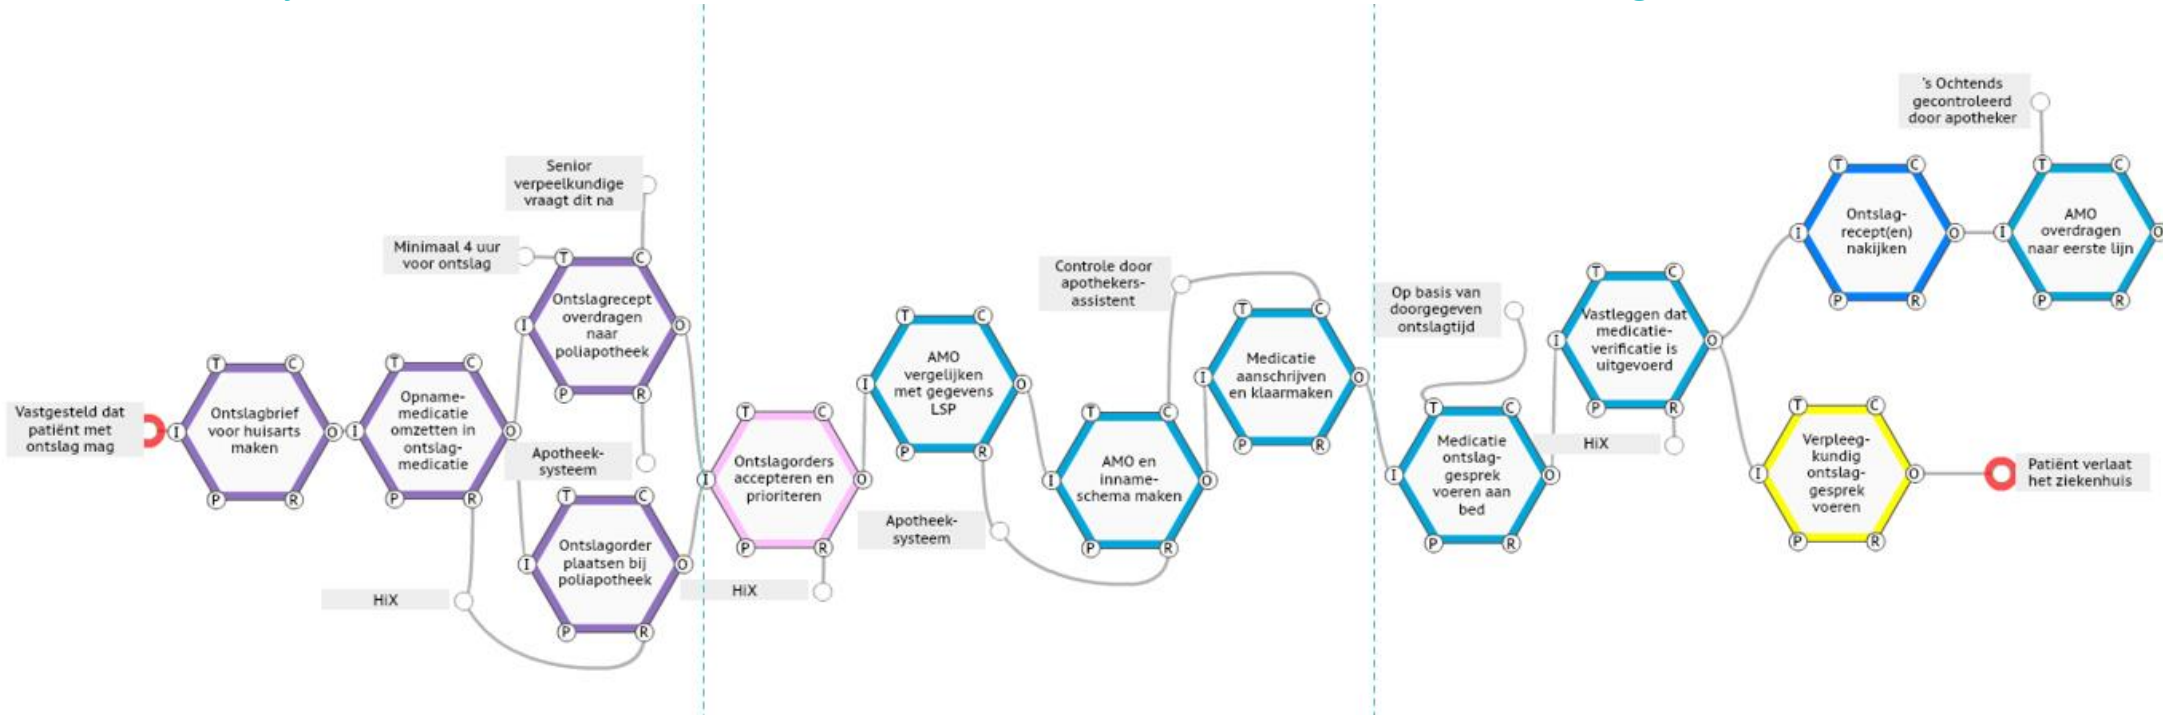 Vastgesteld dat
patiënt met
ontslag mag
I
T
C
Ontslagbrief
voor huisarts
maken
O
P
R
I
T
C
Opname-
medicatie
omzetten in
ontslag-
medicatie
O
P
R
HiX
Senior
verpeelkundige
vraagt dit na
Minimaal 4 uur
voor ontslag
T
C
Ontslagrecept
overdragen
naar
poliapotheek
I
O
P
R
Apotheek-
systeem
T
C
Ontslagorder
plaatsen bij
poliapotheek
I
O
P
R
T
C
Ontslagorders
accepteren en
prioriteren
I
O
P
R
HiX
T
C
AMO
vergelijken
met gegevens
LSP
I
O
P
R
Apotheek-
systeem
T
C
AMO en
inname-
schema maken
I
O
P
R
Controle door
apothekers-
assistent
T
C
Medicatie
aanschrijven
en klaarmaken
I
O
P
R
Op basis van
doorgegeven
ontslagtijd
T
C
Medicatie
ontslag-
gesprek
voeren aan
bed
I
O
P
R
T
C
Vastleggen dat
medicatie-
verificatie is
uitgevoerd
I
O
P
R
HiX
T
C
Ontslag-
recept(en)
nakijken
I
O
P
R
's Ochtends
gecontroleerd
door apotheker
T
C
AMO
overdragen
naar eerste lijn
I
O
P
R
T
C
Verpleeg-
kundig
ontslag-
gesprek
voeren
I
O
P
R
Patiënt verlaat
het ziekenhuis